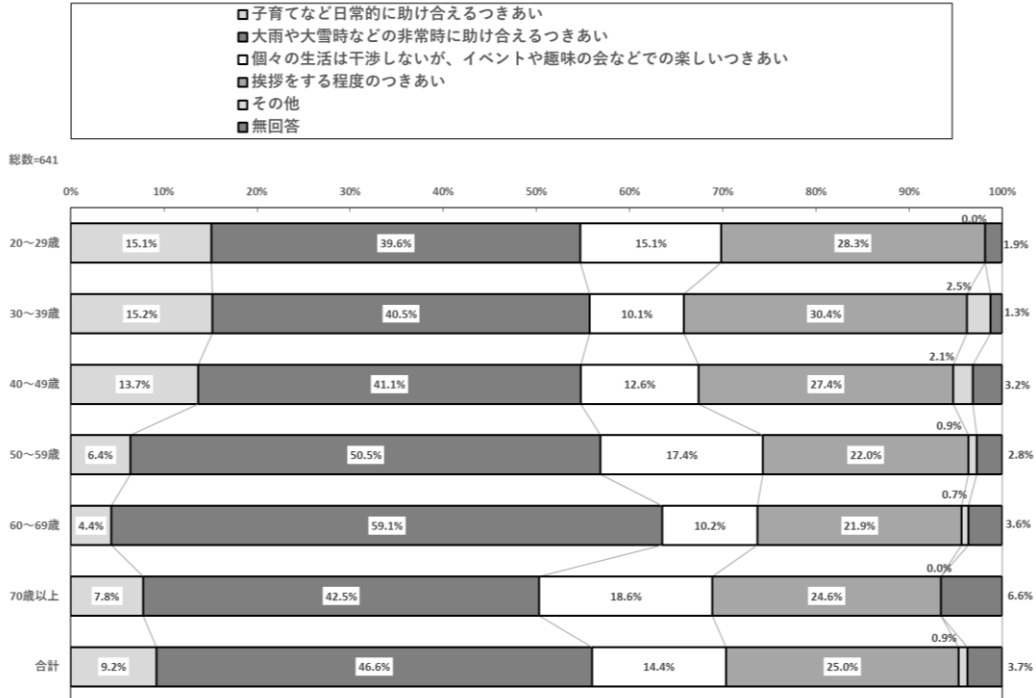 子育てなど日常的に助け合えるつきあい
大雨や大雪時などの非常時に助け合えるつきあい
個々の生活は干渉しないが、イベントや趣味の会などでの楽しいつきあい
挨拶をする程度のつきあい
その他
無回答
総数=641
0% 10% 20% 30% 40% 50% 60% 70% 80% 90% 100%
20～29歳 15.1% 39.6% 15.1% 28.3% 0.0% 1.9%
30～39歳 15.2% 40.5% 10.1% 30.4% 2.5% 1.3%
40～49歳 13.7% 41.1% 12.6% 27.4% 2.1% 3.2%
50～59歳 6.4% 50.5% 17.4% 22.0% 0.9% 2.8%
60～69歳 4.4% 59.1% 10.2% 21.9% 0.7% 3.6%
70歳以上 7.8% 42.5% 18.6% 24.6% 0.0% 6.6%
合計 9.2% 46.6% 14.4% 25.0% 0.9% 3.7%